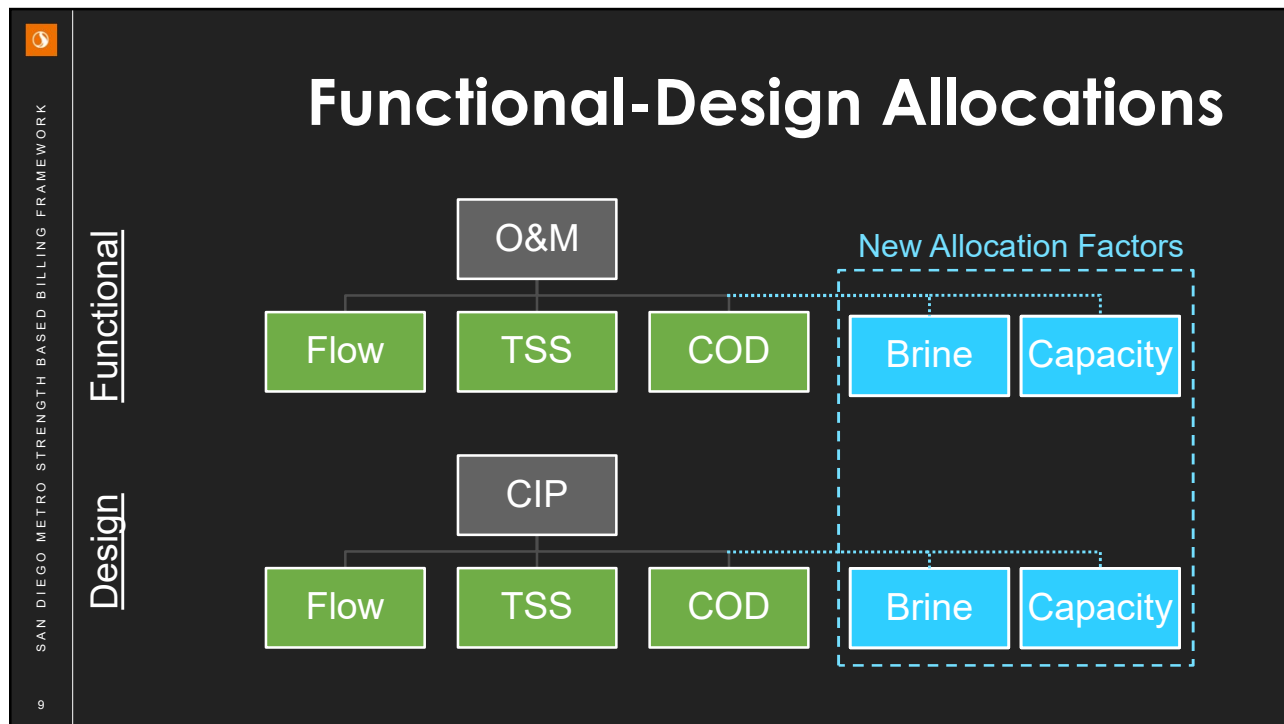 Functional-Design Allocations
SAN DIEGO METRO STRENGTH BASED BILLING FRAMEWORK
Functional
O&M
New Allocation Factors
Flow
TSS
COD
Brine
Capacity
Design
CIP
Flow
TSS
COD
Brine
Capacity
9